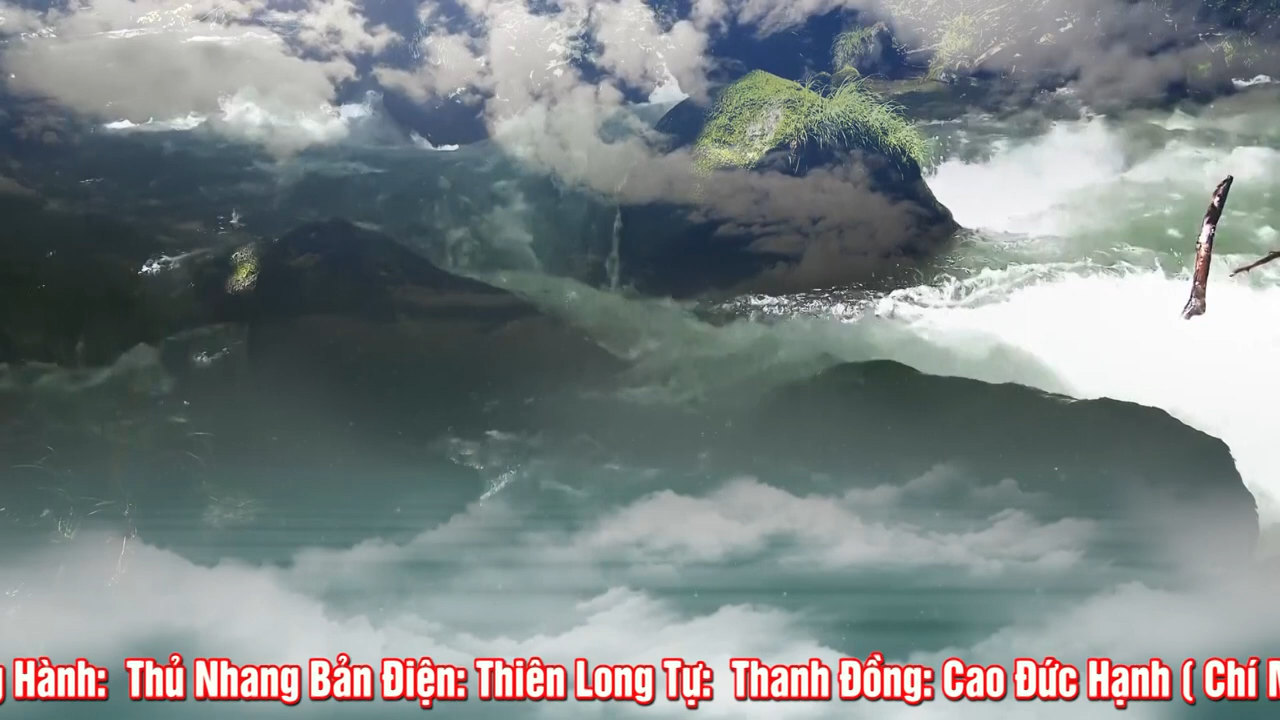 g Hành: Thủ Nhang Bản Điện: Thiên Long Tự: Thanh Đồng: Cao Đức Hạnh ( Chí